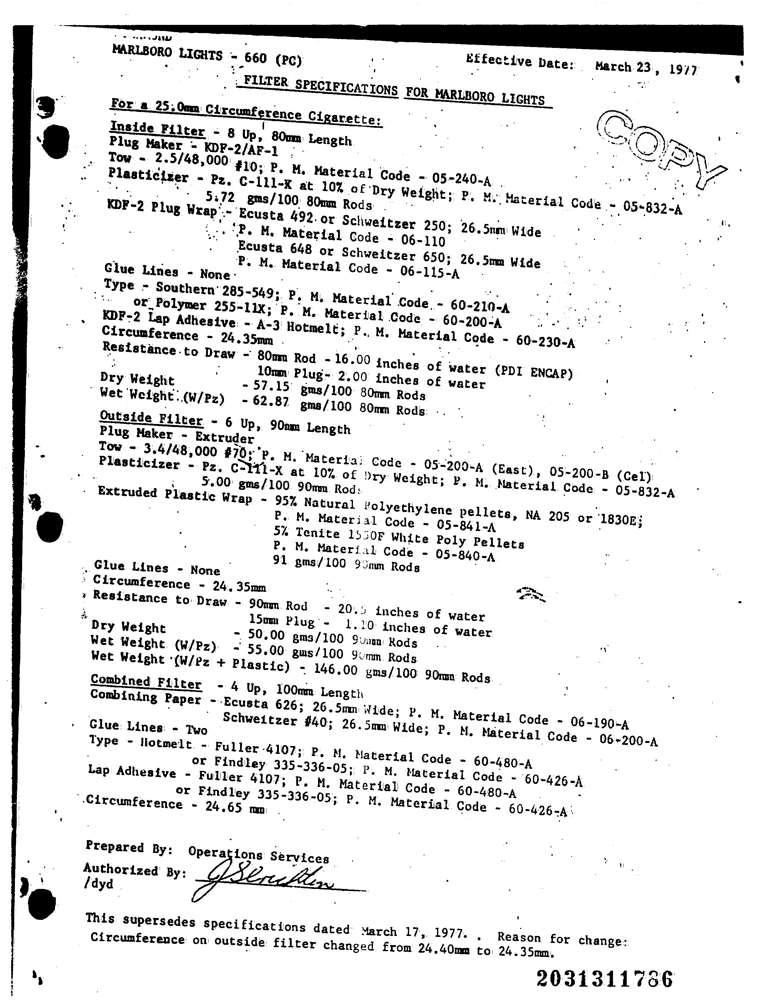 MARLBORO LIGHTS - 660 (PC)
Effective Date: March 23, 1977
FILTER SPECIFICATIONS FOR MARLBORO LIGHTS
COPY
For a 25.0mm Circumference Cigarette:
Inside Filter - 8 Up, 80mm Length
Plug Maker - KDF-2/AF-1
Tow - 2.5/48,000 #10; P. M. Material Code - 05-240-A
Plasticizer - Pz. C-111-X at 10% of Dry Weight; P. M. Material Code - 05-832-A
5.72 gms/100 80mm Rods
KDF-2 Plug Wrap - Ecusta 492 or Schweitzer 250; 26.5mm Wide
P. M. Material Code - 06-110
Ecusta 648 or Schweitzer 650; 26.5mm Wide
P. M. Material Code - 06-115-A
Glue Lines - None
Type - Southern 285-549; P. M. Material Code - 60-210-A
or Polymer 255-11X; P. M. Material Code - 60-200-A
KDF-2 Lap Adhesive - A-3 Hotmelt; P. M. Material Code - 60-230-A
Circumference - 24.35mm
Resistance to Draw - 80mm Rod - 16.00 inches of water (PDI ENCAP)
10mm Plug - 2.00 inches of water
Dry Weight - 57.15 gms/100 80mm Rods
Wet Weight (W/Pz) - 62.87 gms/100 80mm Rods
Outside Filter - 6 Up, 90mm Length
Plug Maker - Extruder
Tow - 3.4/48,000 #70; P. M. Material Code - 05-200-A (East), 05-200-B (Cel)
Plasticizer - Pz. C-111-X at 10% of Dry Weight; P. M. Material Code - 05-832-A
5.00 gms/100 90mm Rods
Extruded Plastic Wrap - 95% Natural Polyethylene pellets, NA 205 or 1830E;
P. M. Material Code - 05-841-A
5% Tenite 1550F White Poly Pellets
P. M. Material Code - 05-840-A
91 gms/100 90mm Rods
Glue Lines - None
Circumference - 24.35mm
Resistance to Draw - 90mm Rod - 20.5 inches of water
15mm Plug - 1.10 inches of water
Dry Weight - 50.00 gms/100 90mm Rods
Wet Weight (W/Pz) - 55.00 gms/100 90mm Rods
Wet Weight (W/Pz + Plastic) - 146.00 gms/100 90mm Rods
Combined Filter - 4 Up, 100mm Length
Combining Paper - Ecusta 626; 26.5mm Wide; P. M. Material Code - 06-190-A
Schweitzer #40; 26.5mm Wide; P. M. Material Code - 06-200-A
Glue Lines - Two
Type - Hotmelt - Fuller 4107; P. M. Material Code - 60-480-A
or Findley 335-336-05; P. M. Material Code - 60-426-A
Lap Adhesive - Fuller 4107; P. M. Material Code - 60-480-A
or Findley 335-336-05; P. M. Material Code - 60-426-A
Circumference - 24.65 mm
Prepared By: Operations Services
Authorized By:
/dyd
This supersedes specifications dated March 17, 1977. Reason for change:
Circumference on outside filter changed from 24.40mm to 24.35mm.
2031311786